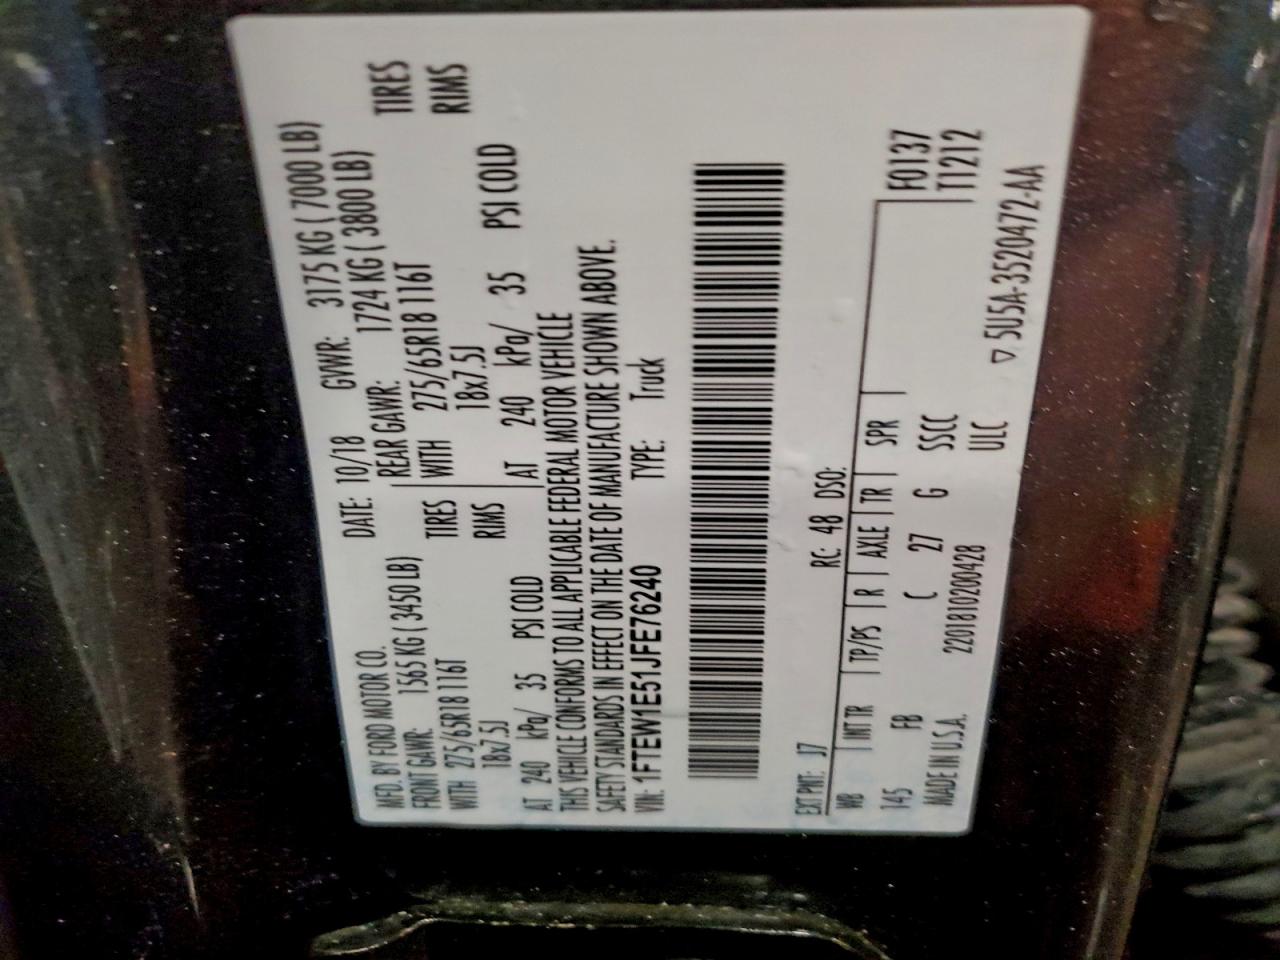 MFD. BY FORD MOTOR CO.
DATE: 10/18 GVWR: 3175 KG ( 7000 LB)
FRONT GAWR: 1565 KG ( 3450 LB)
REAR GAWR: 1724 KG ( 3800 LB)
WITH 275/65R18 116T TIRES
WITH 275/65R18 116T TIRES
18x7.5J RIMS
18x7.5J RIMS
AT 240 kPa/ 35 PSI COLD
AT 240 kPa/ 35 PSI COLD
THIS VEHICLE CONFORMS TO ALL APPLICABLE FEDERAL MOTOR VEHICLE
SAFETY STANDARDS IN EFFECT ON THE DATE OF MANUFACTURE SHOWN ABOVE.
VIN: 1FTEW1E51JFE76240 TYPE: Truck
EXT PNT: J7 RC: 48 DSO:
WB INT TR TP/PS R AXLE TR SPR F0137
145 FB C 27 G SSCC T1212
MADE IN U.S.A. 2201810200428 ULC
▽ 5U5A-3520472-AA